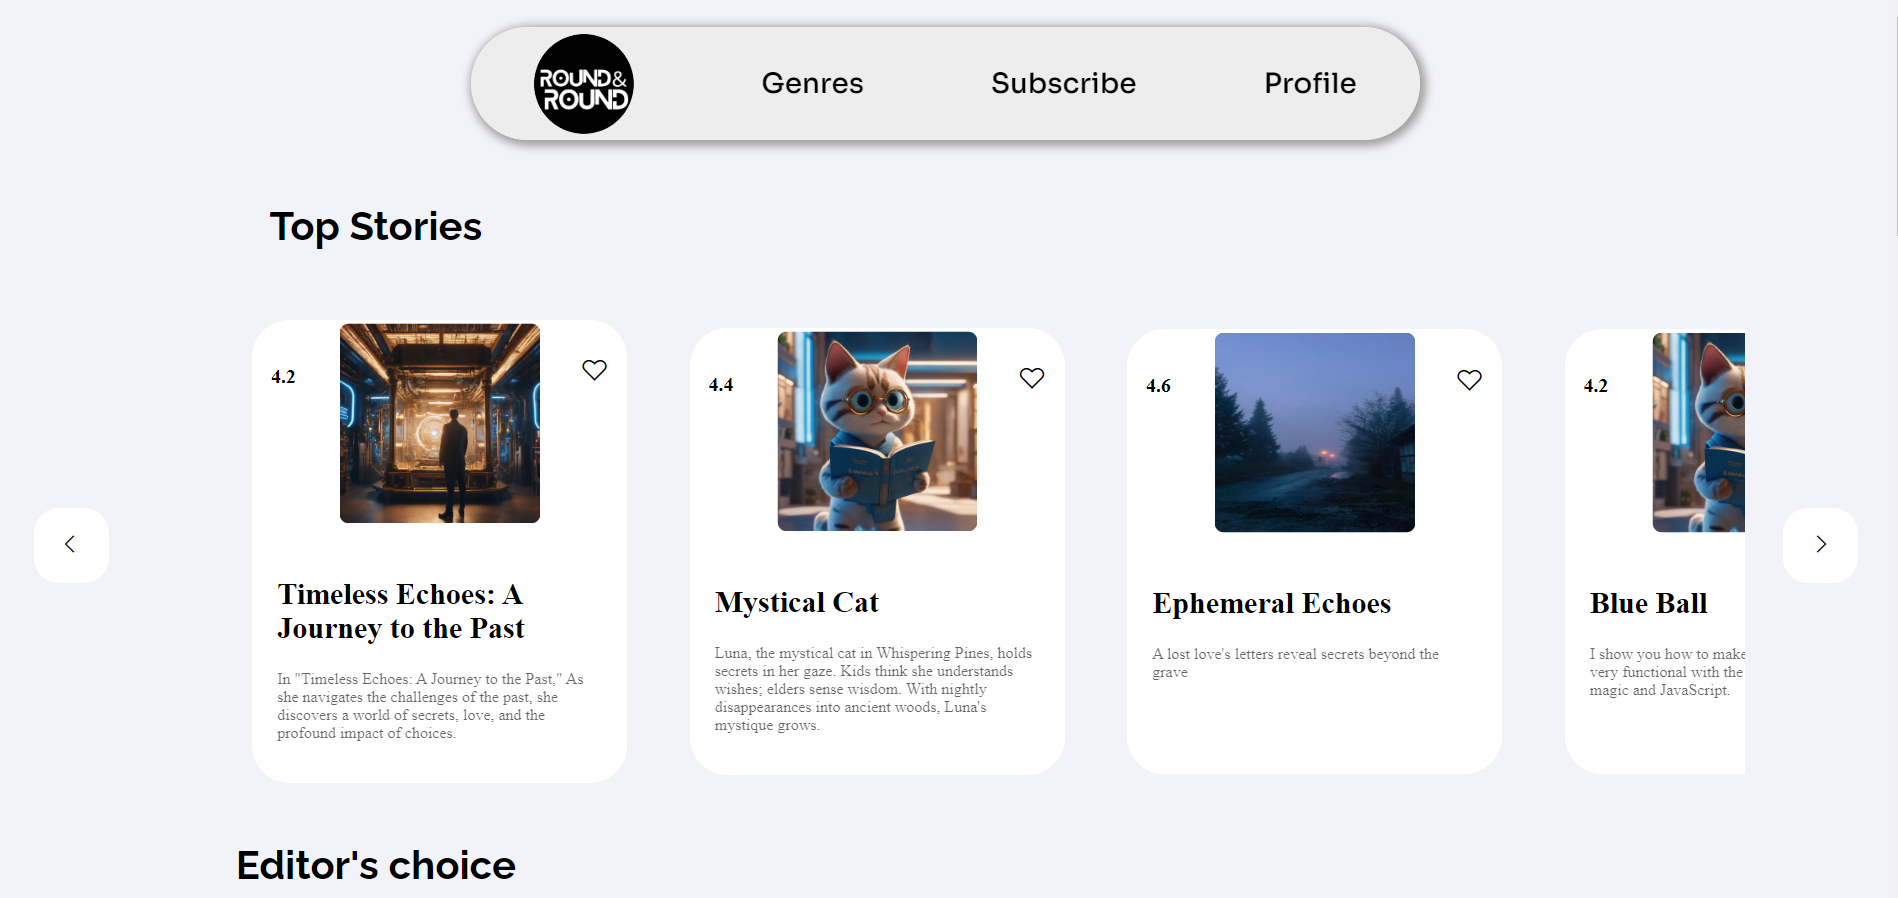 ROUND&
ROUND
Genres
Subscribe
Profile
Top Stories
4.2
Timeless Echoes: A
Journey to the Past
In "Timeless Echoes: A Journey to the Past," As
she navigates the challenges of the past, she
discovers a world of secrets, love, and the
profound impact of choices.
4.4
Mystical Cat
Luna, the mystical cat in Whispering Pines, holds
secrets in her gaze. Kids think she understands
wishes; elders sense wisdom. With nightly
disappearances into ancient woods, Luna's
mystique grows.
4.6
Ephemeral Echoes
A lost love's letters reveal secrets beyond the
grave
4.2
Blue Ball
I show you how to make
very functional with the
magic and JavaScript.
Editor's choice